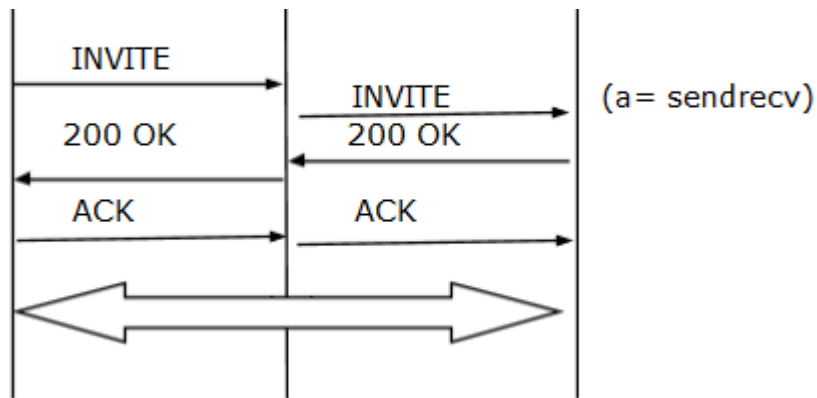 INVITE
INVITE
(a= sendrecv)
200 OK
200 OK
ACK
ACK